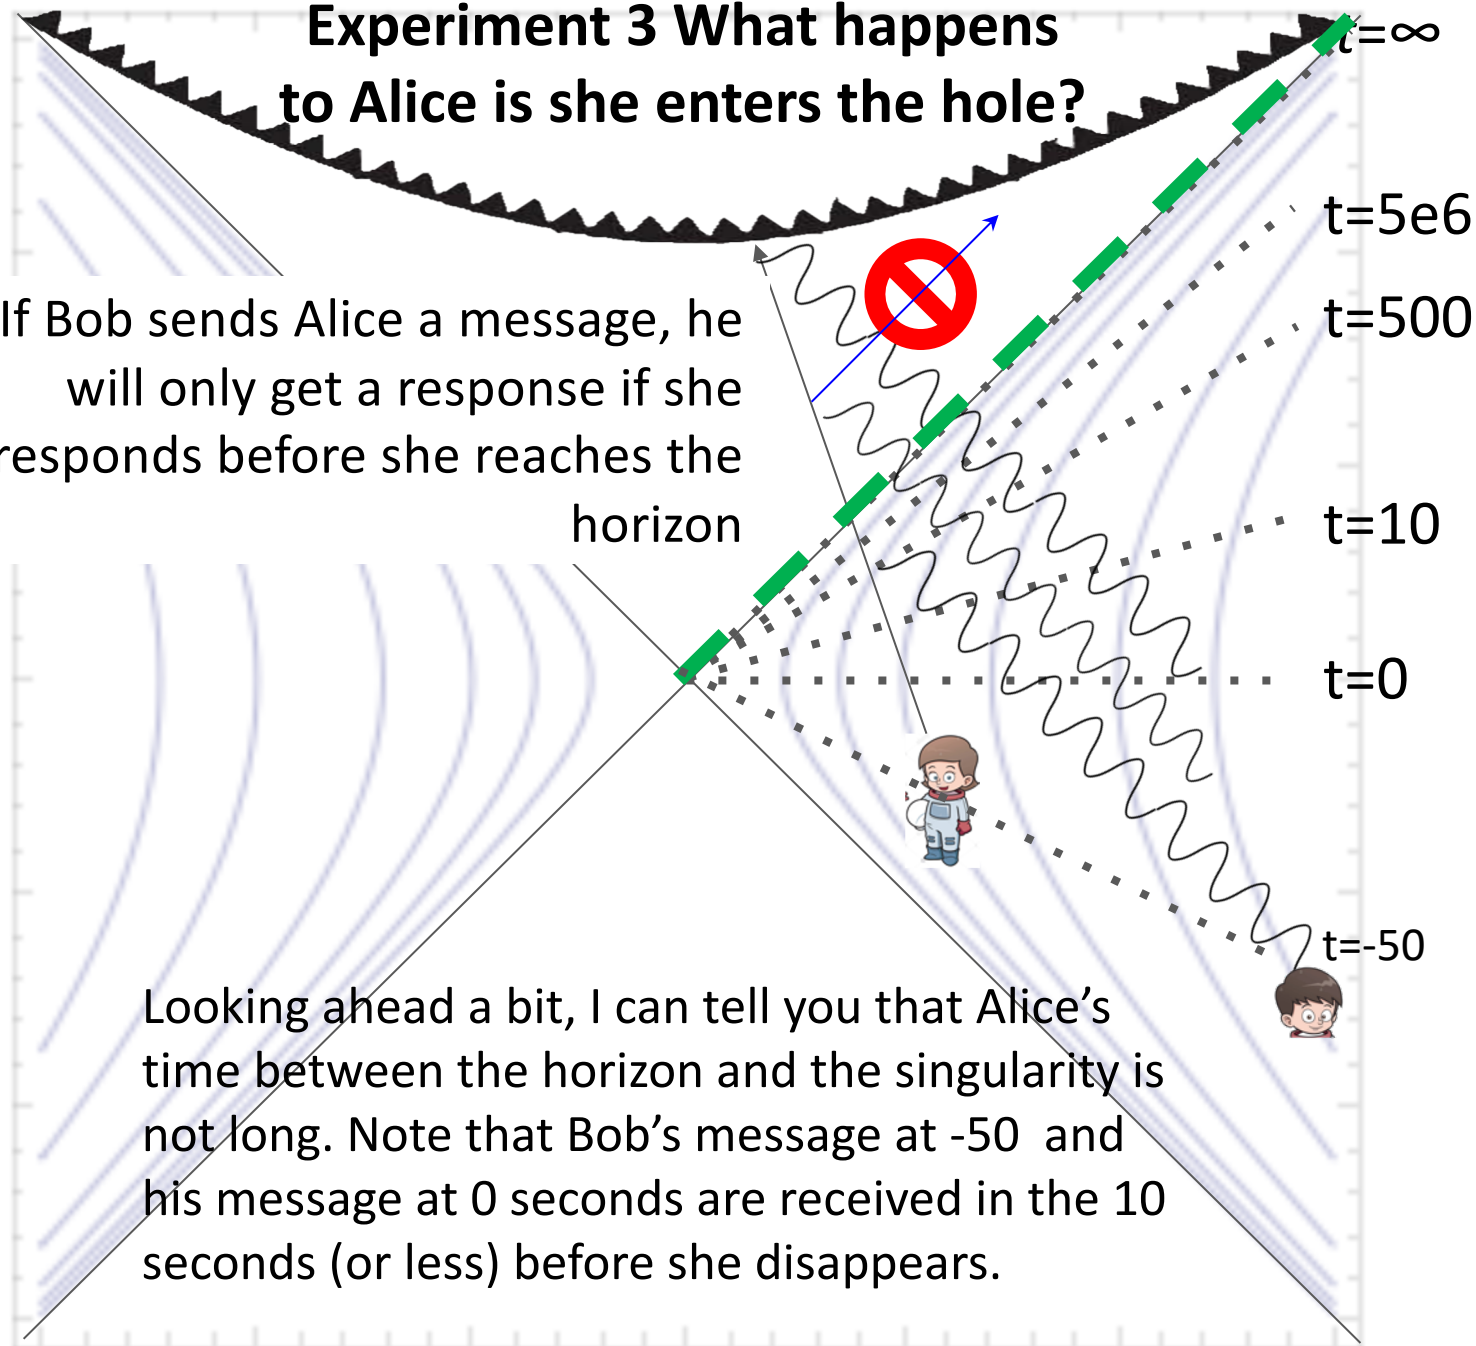 Experiment 3 What happens
to Alice is she enters the hole?
t=∞
t=5e6
t=500
If Bob sends Alice a message, he
will only get a response if she
responds before she reaches the
horizon
t=10
t=0
t=-50
Looking ahead a bit, I can tell you that Alice’s
time between the horizon and the singularity is
not long. Note that Bob’s message at -50  and
his message at 0 seconds are received in the 10
seconds (or less) before she disappears.